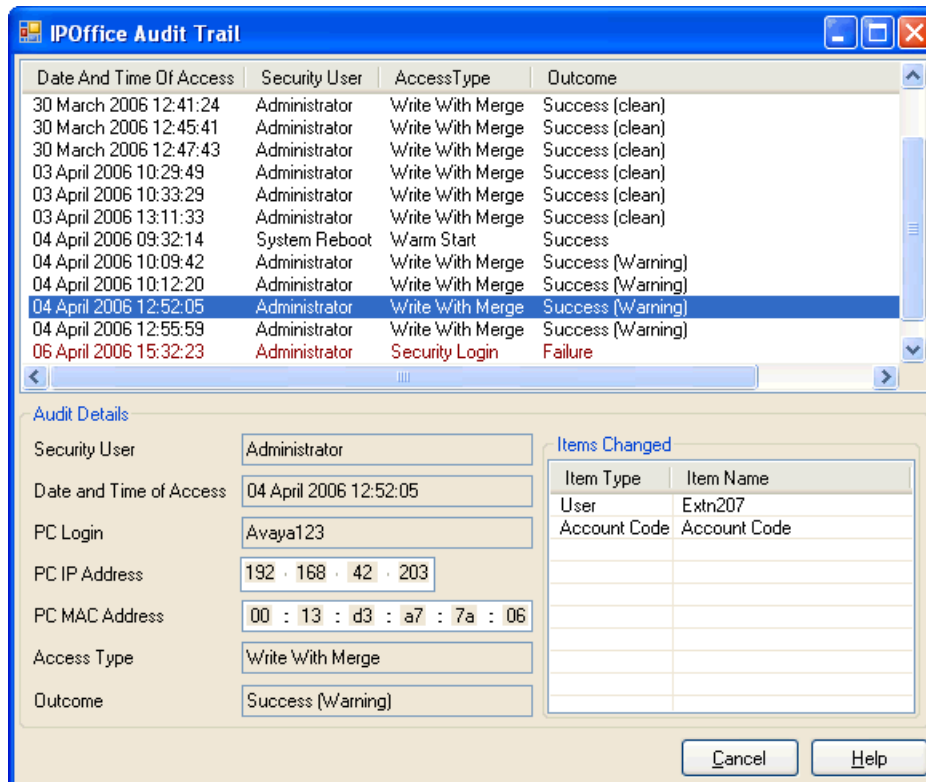 IPOffice Audit Trail
Date And Time Of Access Security User AccessType Outcome
30 March 2006 12:41:24 Administrator Write With Merge Success (clean)
30 March 2006 12:45:41 Administrator Write With Merge Success (clean)
30 March 2006 12:47:43 Administrator Write With Merge Success (clean)
03 April 2006 10:29:49 Administrator Write With Merge Success (clean)
03 April 2006 10:33:29 Administrator Write With Merge Success (clean)
03 April 2006 13:11:33 Administrator Write With Merge Success (clean)
04 April 2006 09:32:14 System Reboot Warm Start Success
04 April 2006 10:09:42 Administrator Write With Merge Success (Warning)
04 April 2006 10:12:20 Administrator Write With Merge Success (Warning)
04 April 2006 12:52:05 Administrator Write With Merge Success (Warning)
04 April 2006 12:55:59 Administrator Write With Merge Success (Warning)
06 April 2006 15:32:23 Administrator Security Login Failure
Audit Details
Security User Administrator
Date and Time of Access 04 April 2006 12:52:05
PC Login Avaya123
PC IP Address 192 . 168 . 42 . 203
PC MAC Address 00 : 13 : d3 : a7 : 7a : 06
Access Type Write With Merge
Outcome Success (Warning)
Items Changed
Item Type Item Name
User Extn207
Account Code Account Code
Cancel Help